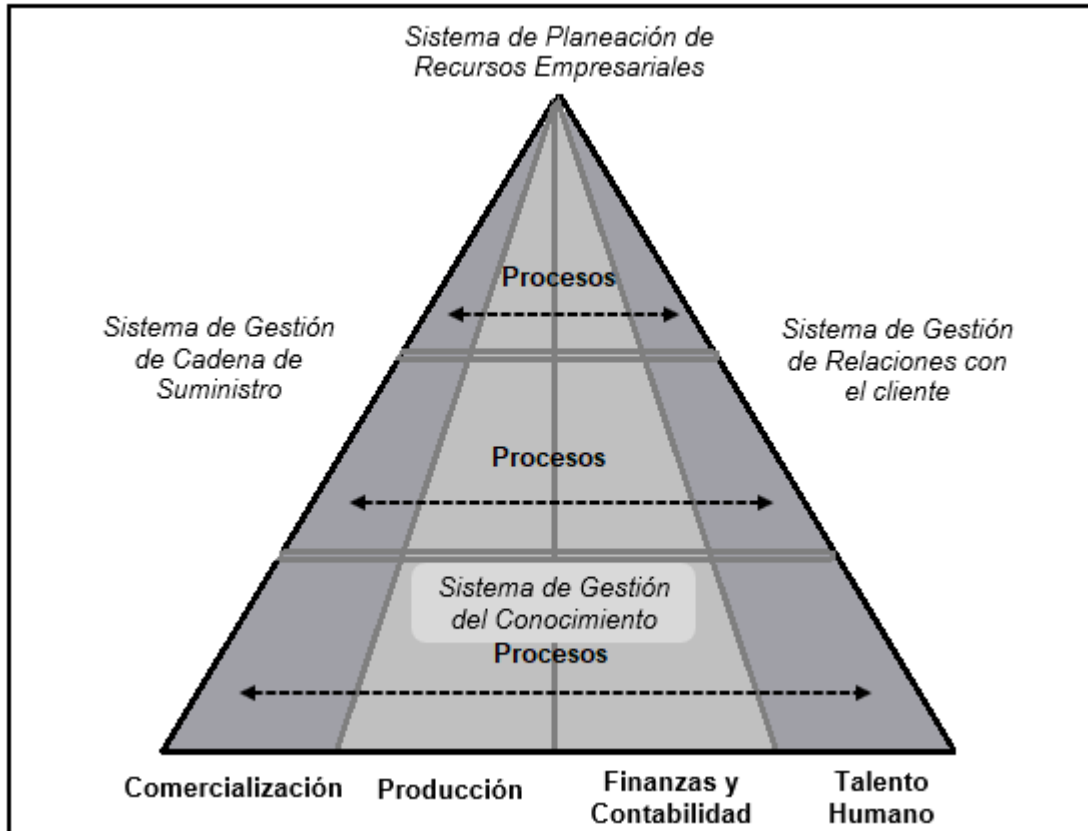 Sistema de Planeación de
Recursos Empresariales
Procesos
Sistema de Gestión
de Cadena de
Suministro
Sistema de Gestión
de Relaciones con
el cliente
Procesos
Sistema de Gestión
del Conocimiento
Procesos
Comercialización
Producción
Finanzas y
Contabilidad
Talento
Humano